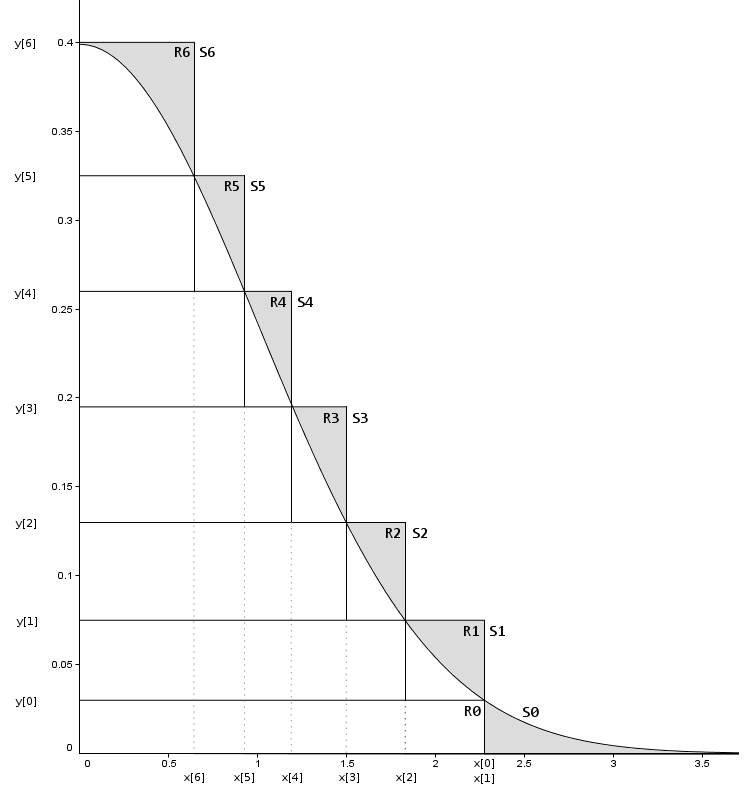 y[6] 0.4 R6 S6
0.35
y[5] R5 S5
0.3
y[4] R4 S4
0.25
0.2
y[3] R3 S3
0.15
y[2] R2 S2
0.1
y[1] R1 S1
0.05
y[0] R0 S0
0
0 0.5 1 1.5 2 x[0] 2.5 3 3.5
x[6] x[5] x[4] x[3] x[2] x[1]